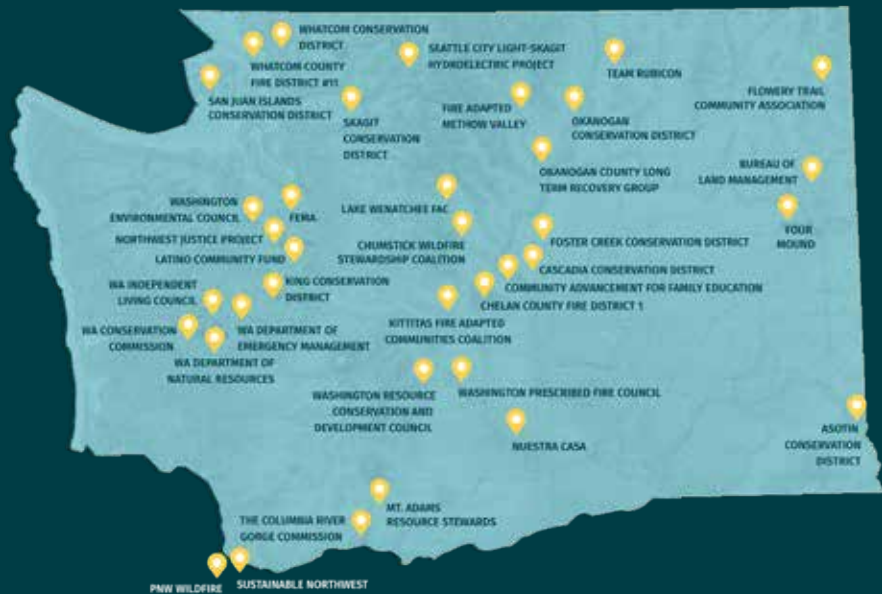 WHATCOM CONSERVATION
DISTRICT
WHATCOM COUNTY
FIRE DISTRICT #11
SAN JUAN ISLANDS
CONSERVATION DISTRICT
SKAGIT
CONSERVATION
DISTRICT
SEATTLE CITY LIGHT-SKAGIT
HYDROELECTRIC PROJECT
TEAM RUBICON
FLOWERY TRAIL
COMMUNITY ASSOCIATION
FIRE ADAPTED
METHOW VALLEY
OKANOGAN
CONSERVATION DISTRICT
OKANOGAN COUNTY LONG
TERM RECOVERY GROUP
BUREAU OF
LAND MANAGEMENT
FOUR
MOUND
WASHINGTON
ENVIRONMENTAL COUNCIL
FEMA
NORTHWEST JUSTICE PROJECT
LATINO COMMUNITY FUND
LAKE WENATCHEE FAC
CHUMSTICK WILDFIRE
STEWARDSHIP COALITION
FOSTER CREEK CONSERVATION DISTRICT
CASCADIA CONSERVATION DISTRICT
COMMUNITY ADVANCEMENT FOR FAMILY EDUCATION
CHELAN COUNTY FIRE DISTRICT 1
WA INDEPENDENT
LIVING COUNCIL
KING CONSERVATION
DISTRICT
WA CONSERVATION
COMMISSION
WA DEPARTMENT OF
EMERGENCY MANAGEMENT
WA DEPARTMENT OF
NATURAL RESOURCES
KITTITAS FIRE ADAPTED
COMMUNITIES COALITION
WASHINGTON RESOURCE
CONSERVATION AND
DEVELOPMENT COUNCIL
WASHINGTON PRESCRIBED FIRE COUNCIL
NUESTRA CASA
ASOTIN
CONSERVATION
DISTRICT
MT. ADAMS
RESOURCE STEWARDS
THE COLUMBIA RIVER
GORGE COMMISSION
PNW WILDFIRE
SUSTAINABLE NORTHWEST